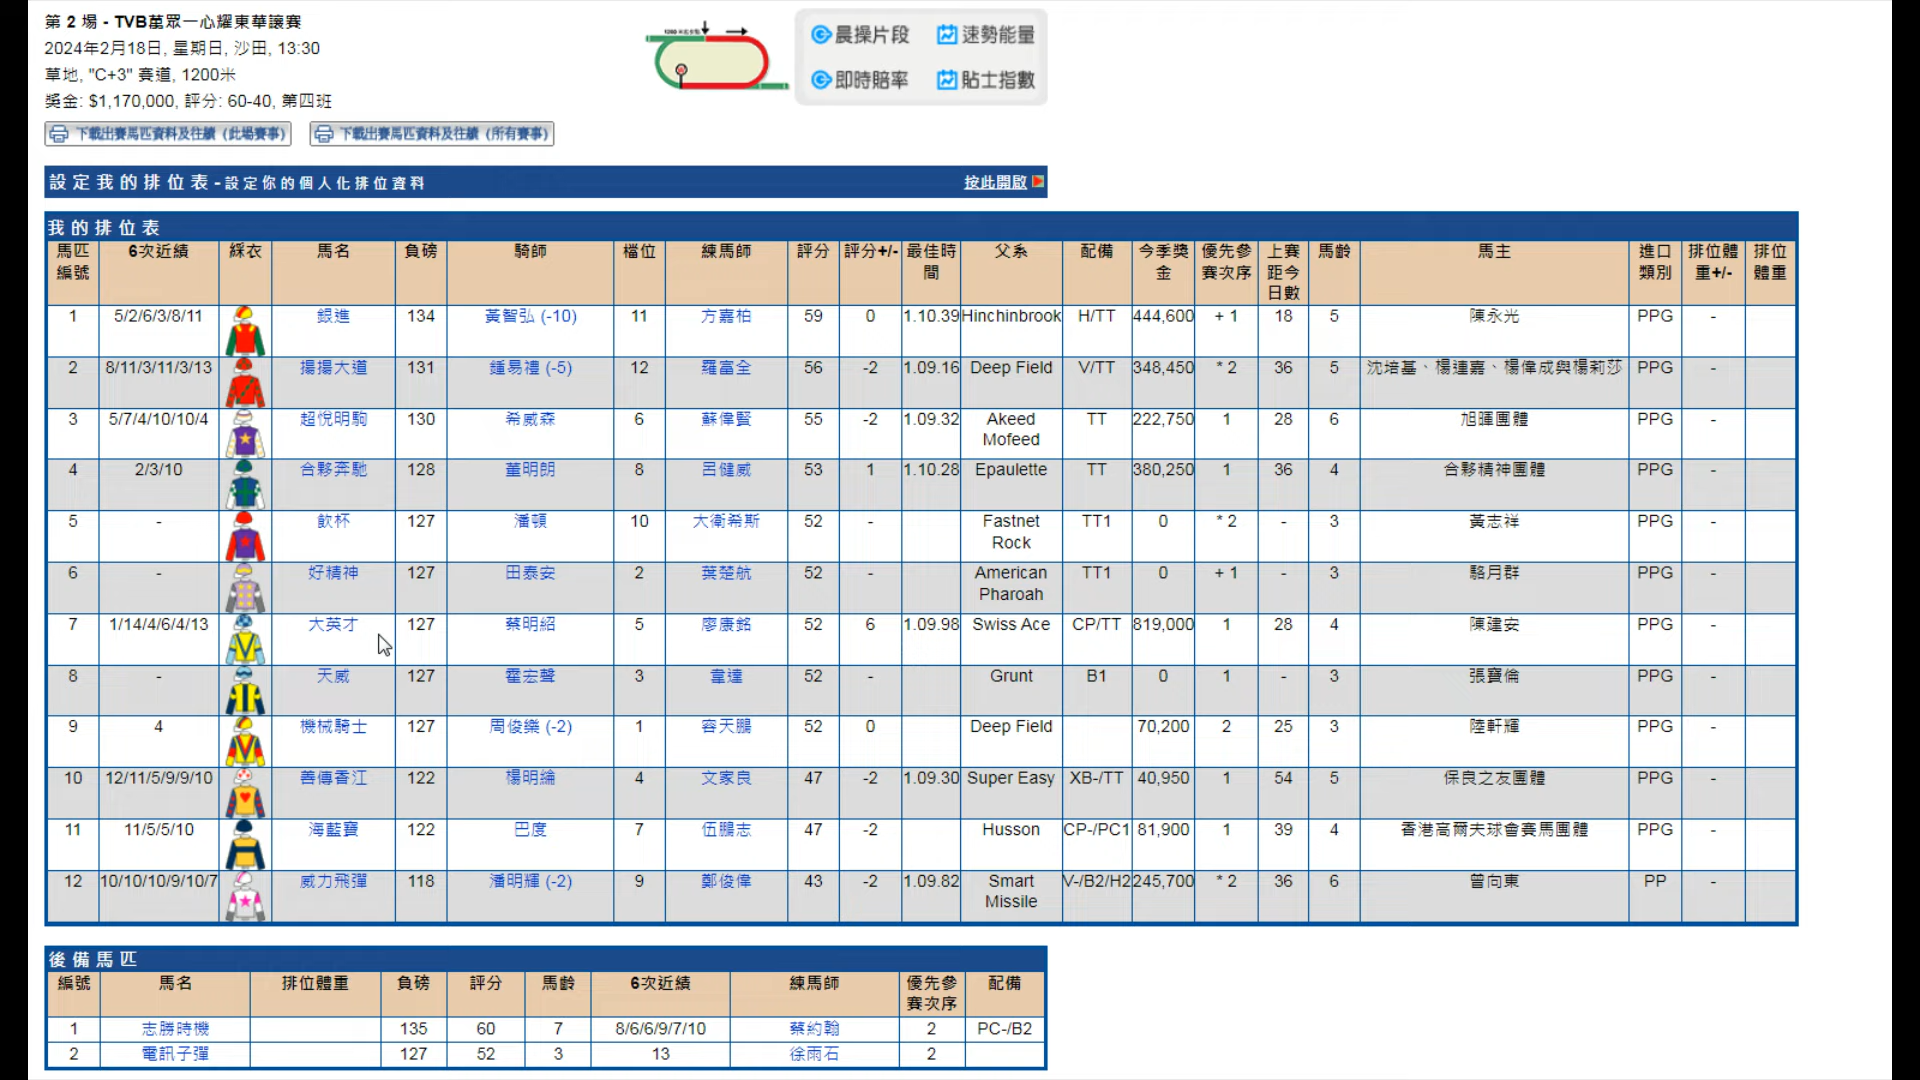 第 2 場 - TVB萬眾一心耀東華讓賽
2024年2月18日, 星期日, 沙田, 13:30
草地, "C+3" 賽道, 1200米
獎金: $1,170,000, 評分: 60-40, 第四班
晨操片段 速勢能量
即時賠率 貼士指數
下載出賽馬匹資料及往績 (此場賽事) 下載出賽馬匹資料及往績 (所有賽事)
設定我的排位表-設定你的個人化排位資料 按此開啟
我的排位表
馬匹編號 6次近績 綵衣 馬名 負磅 騎師 檔位 練馬師 評分 評分+/- 最佳時間 父系 配備 今季獎金 優先參賽次序 上賽距今日數 馬齡 馬主 進口類別 排位體重+/- 排位體重
1 5/2/6/3/8/11 銀進 134 黃智弘 (-10) 11 方嘉柏 59 0 1.10.39 Hinchinbrook H/TT 444,600 + 1 18 5 陳永光 PPG -
2 8/11/3/11/3/13 揚揚大道 131 鍾易禮 (-5) 12 羅富全 56 -2 1.09.16 Deep Field V/TT 348,450 * 2 36 5 沈培基、楊連嘉、楊偉成與楊莉莎 PPG -
3 5/7/4/10/10/4 超悅明駒 130 希威森 6 蘇偉賢 55 -2 1.09.32 Akeed Mofeed TT 222,750 1 28 6 旭暉團體 PPG -
4 2/3/10 合夥奔馳 128 董明朗 8 呂健威 53 1 1.10.28 Epaulette TT 380,250 1 36 4 合夥精神團體 PPG -
5 - 飲杯 127 潘頓 10 大衛希斯 52 - Fastnet Rock TT1 0 * 2 - 3 黃志祥 PPG -
6 - 好精神 127 田泰安 2 葉楚航 52 - American Pharoah TT1 0 + 1 - 3 駱月群 PPG -
7 1/14/4/6/4/13 大英才 127 蔡明紹 5 廖康銘 52 6 1.09.98 Swiss Ace CP/TT 819,000 1 28 4 陳建安 PPG -
8 - 天威 127 霍宏聲 3 韋達 52 - Grunt B1 0 1 - 3 張寶倫 PPG -
9 4 機械騎士 127 周俊樂 (-2) 1 容天鵬 52 0 Deep Field 70,200 2 25 3 陸軒輝 PPG -
10 12/11/5/9/9/10 善傳香江 122 楊明綸 4 文家良 47 -2 1.09.30 Super Easy XB-/TT 40,950 1 54 5 保良之友團體 PPG -
11 11/5/5/10 海藍寶 122 巴度 7 伍鵬志 47 -2 Husson CP-/PC1 81,900 1 39 4 香港高爾夫球會賽馬團體 PPG -
12 10/10/10/9/10/7 威力飛彈 118 潘明輝 (-2) 9 鄭俊偉 43 -2 1.09.82 Smart Missile V-/B2/H2 245,700 * 2 36 6 曾向東 PP -
後備馬匹
編號 馬名 排位體重 負磅 評分 馬齡 6次近績 練馬師 優先參賽次序 配備
1 志勝時機 135 60 7 8/6/6/9/7/10 蔡約翰 2 PC-/B2
2 電訊子彈 127 52 3 13 徐雨石 2